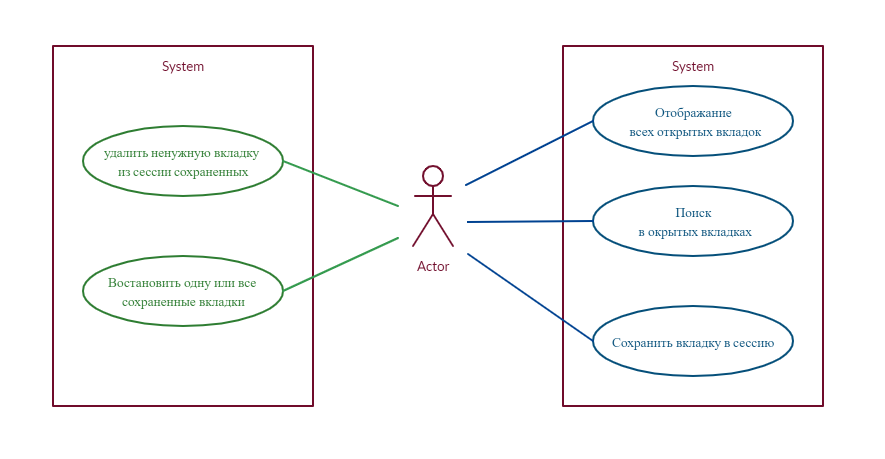 System
удалить ненужную вкладку
из сессии сохраненных
Востановить одну или все
сохраненные вкладки
Actor
System
Отображание
всех открытых вкладок
Поиск
в окрытых вкладках
Сохранить вкладку в сессию